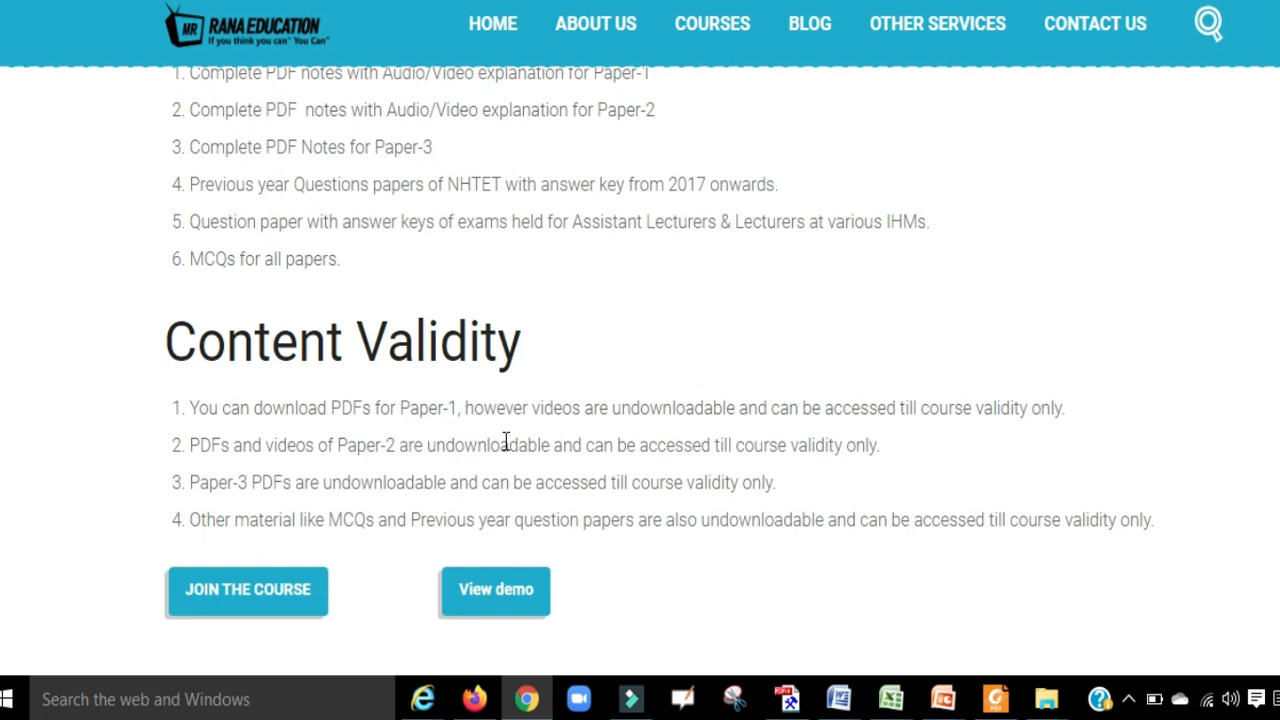 MR RANA EDUCATION
If you think you can" You Can"
HOME ABOUT US COURSES BLOG OTHER SERVICES CONTACT US
1. Complete PDF notes with Audio/Video explanation for Paper-1
2. Complete PDF notes with Audio/Video explanation for Paper-2
3. Complete PDF Notes for Paper-3
4. Previous year Questions papers of NHTET with answer key from 2017 onwards.
5. Question paper with answer keys of exams held for Assistant Lecturers & Lecturers at various IHMs.
6. MCQs for all papers.
Content Validity
1. You can download PDFs for Paper-1, however videos are undownloadable and can be accessed till course validity only.
2. PDFs and videos of Paper-2 are undownloadable and can be accessed till course validity only.
3. Paper-3 PDFs are undownloadable and can be accessed till course validity only.
4. Other material like MCQs and Previous year question papers are also undownloadable and can be accessed till course validity only.
JOIN THE COURSE View demo
Search the web and Windows